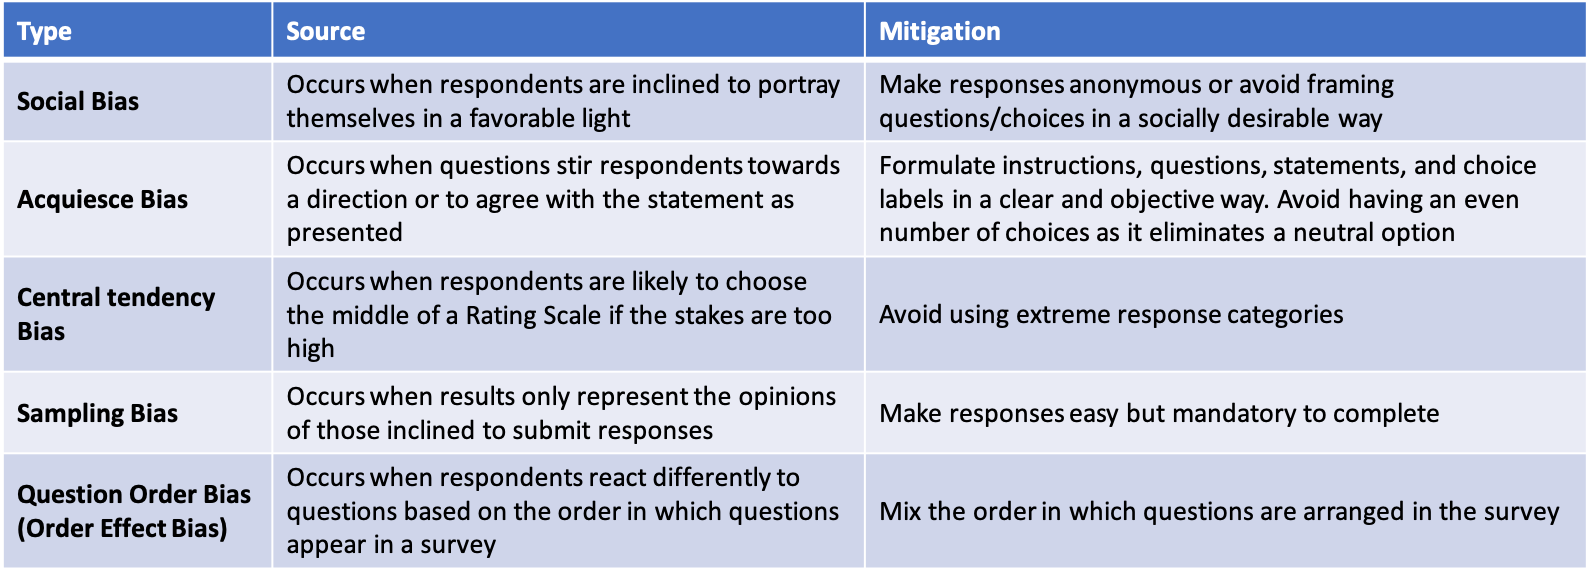 Type
Source
Mitigation
Social Bias
Occurs when respondents are inclined to portray
themselves in a favorable light
Make responses anonymous or avoid framing
questions/choices in a socially desirable way
Acquiesce Bias
Occurs when questions stir respondents towards
a direction or to agree with the statement as
presented
Formulate instructions, questions, statements, and choice
labels in a clear and objective way. Avoid having an even
number of choices as it eliminates a neutral option
Central tendency
Bias
Occurs when respondents are likely to choose
the middle of a Rating Scale if the stakes are too
high
Avoid using extreme response categories
Sampling Bias
Occurs when results only represent the opinions
of those inclined to submit responses
Make responses easy but mandatory to complete
Question Order Bias
(Order Effect Bias)
Occurs when respondents react differently to
questions based on the order in which questions
appear in a survey
Mix the order in which questions are arranged in the survey